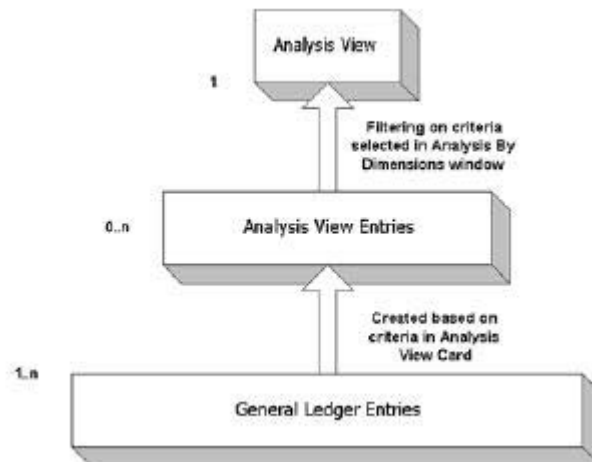 Analysis View
1
Filtering on criteria
selected in Analysis By
Dimensions window
0..n
Analysis View Entries
Created based on
criteria in Analysis
View Card
1..n
General Ledger Entries